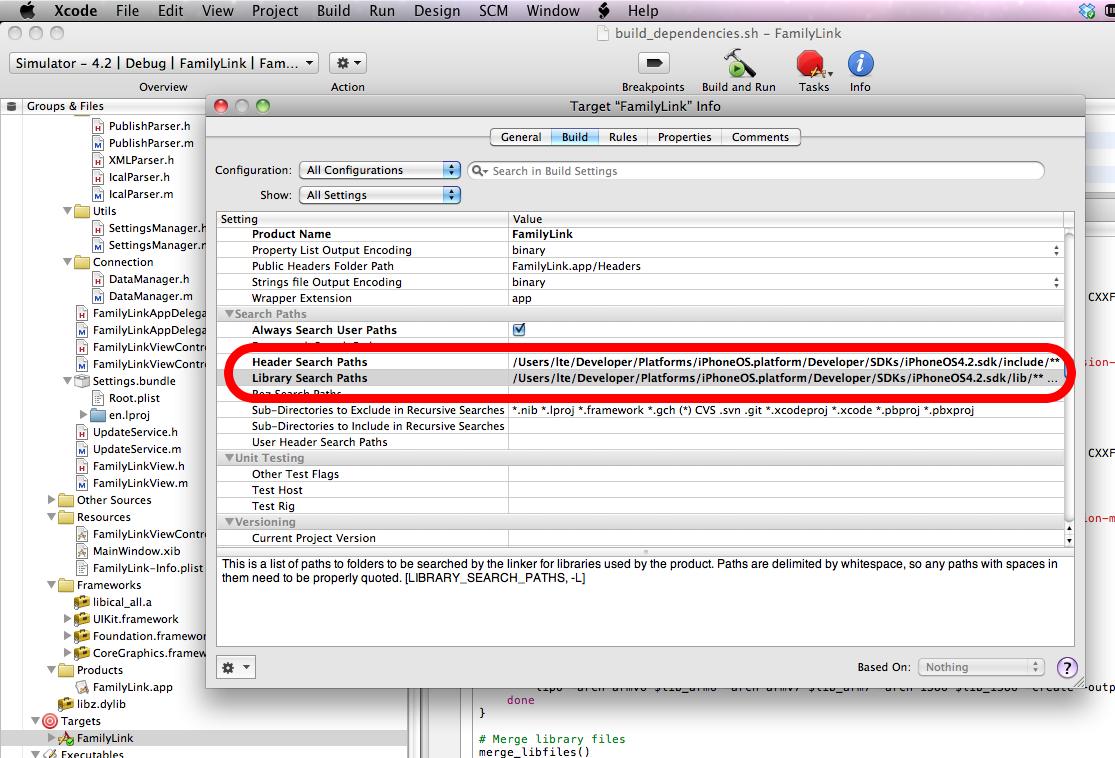 Xcode File Edit View Project Build Run Design SCM Window Help
build_dependencies.sh – FamilyLink
Simulator – 4.2 | Debug | FamilyLink | Fam...
Overview Action Breakpoints Build and Run Tasks Info
Groups & Files
Target “FamilyLink” Info
General Build Rules Properties Comments
Configuration: All Configurations
Search in Build Settings
Show: All Settings
Setting Value
Product Name FamilyLink
Property List Output Encoding binary
Public Headers Folder Path FamilyLink.app/Headers
Strings file Output Encoding binary
Wrapper Extension app
Search Paths
Always Search User Paths
Header Search Paths /Users/lte/Developer/Platforms/iPhoneOS.platform/Developer/SDKs/iPhoneOS4.2.sdk/include/**
Library Search Paths /Users/lte/Developer/Platforms/iPhoneOS.platform/Developer/SDKs/iPhoneOS4.2.sdk/lib/** ...
Rez Search Paths
Sub-Directories to Exclude in Recursive Searches *.nib *.lproj *.framework *.gch (*) CVS .svn .git *.xcodeproj *.xcode *.pbproj *.pbxproj
Sub-Directories to Include in Recursive Searches
User Header Search Paths
Unit Testing
Other Test Flags
Test Host
Test Rig
Versioning
Current Project Version
This is a list of paths to folders to be searched by the linker for libraries used by the product. Paths are delimited by whitespace, so any paths with spaces in
them need to be properly quoted. [LIBRARY_SEARCH_PATHS, -L]
Based On: Nothing
?
PublishParser.h
PublishParser.m
XMLParser.h
IcalParser.h
IcalParser.m
Utils
SettingsManager.h
SettingsManager.m
Connection
DataManager.h
DataManager.m
FamilyLinkAppDelega
FamilyLinkAppDelega
FamilyLinkViewContr
FamilyLinkViewContr
Settings.bundle
Root.plist
en.lproj
UpdateService.h
UpdateService.m
FamilyLinkView.h
FamilyLinkView.m
Other Sources
Resources
FamilyLinkViewContr
MainWindow.xib
FamilyLink-Info.plist
Frameworks
libical_all.a
UIKit.framework
Foundation.framewor
CoreGraphics.framew
Products
FamilyLink.app
libz.dylib
Targets
FamilyLink
Executables
CXXF
sion-
CXXF
ion-m
lipo -arch armv6 $lib_arm6 -arch armv7 $lib_arm7 -arch i386 $lib_i386 -create -outp
done
}
# Merge library files
merge_libfiles()